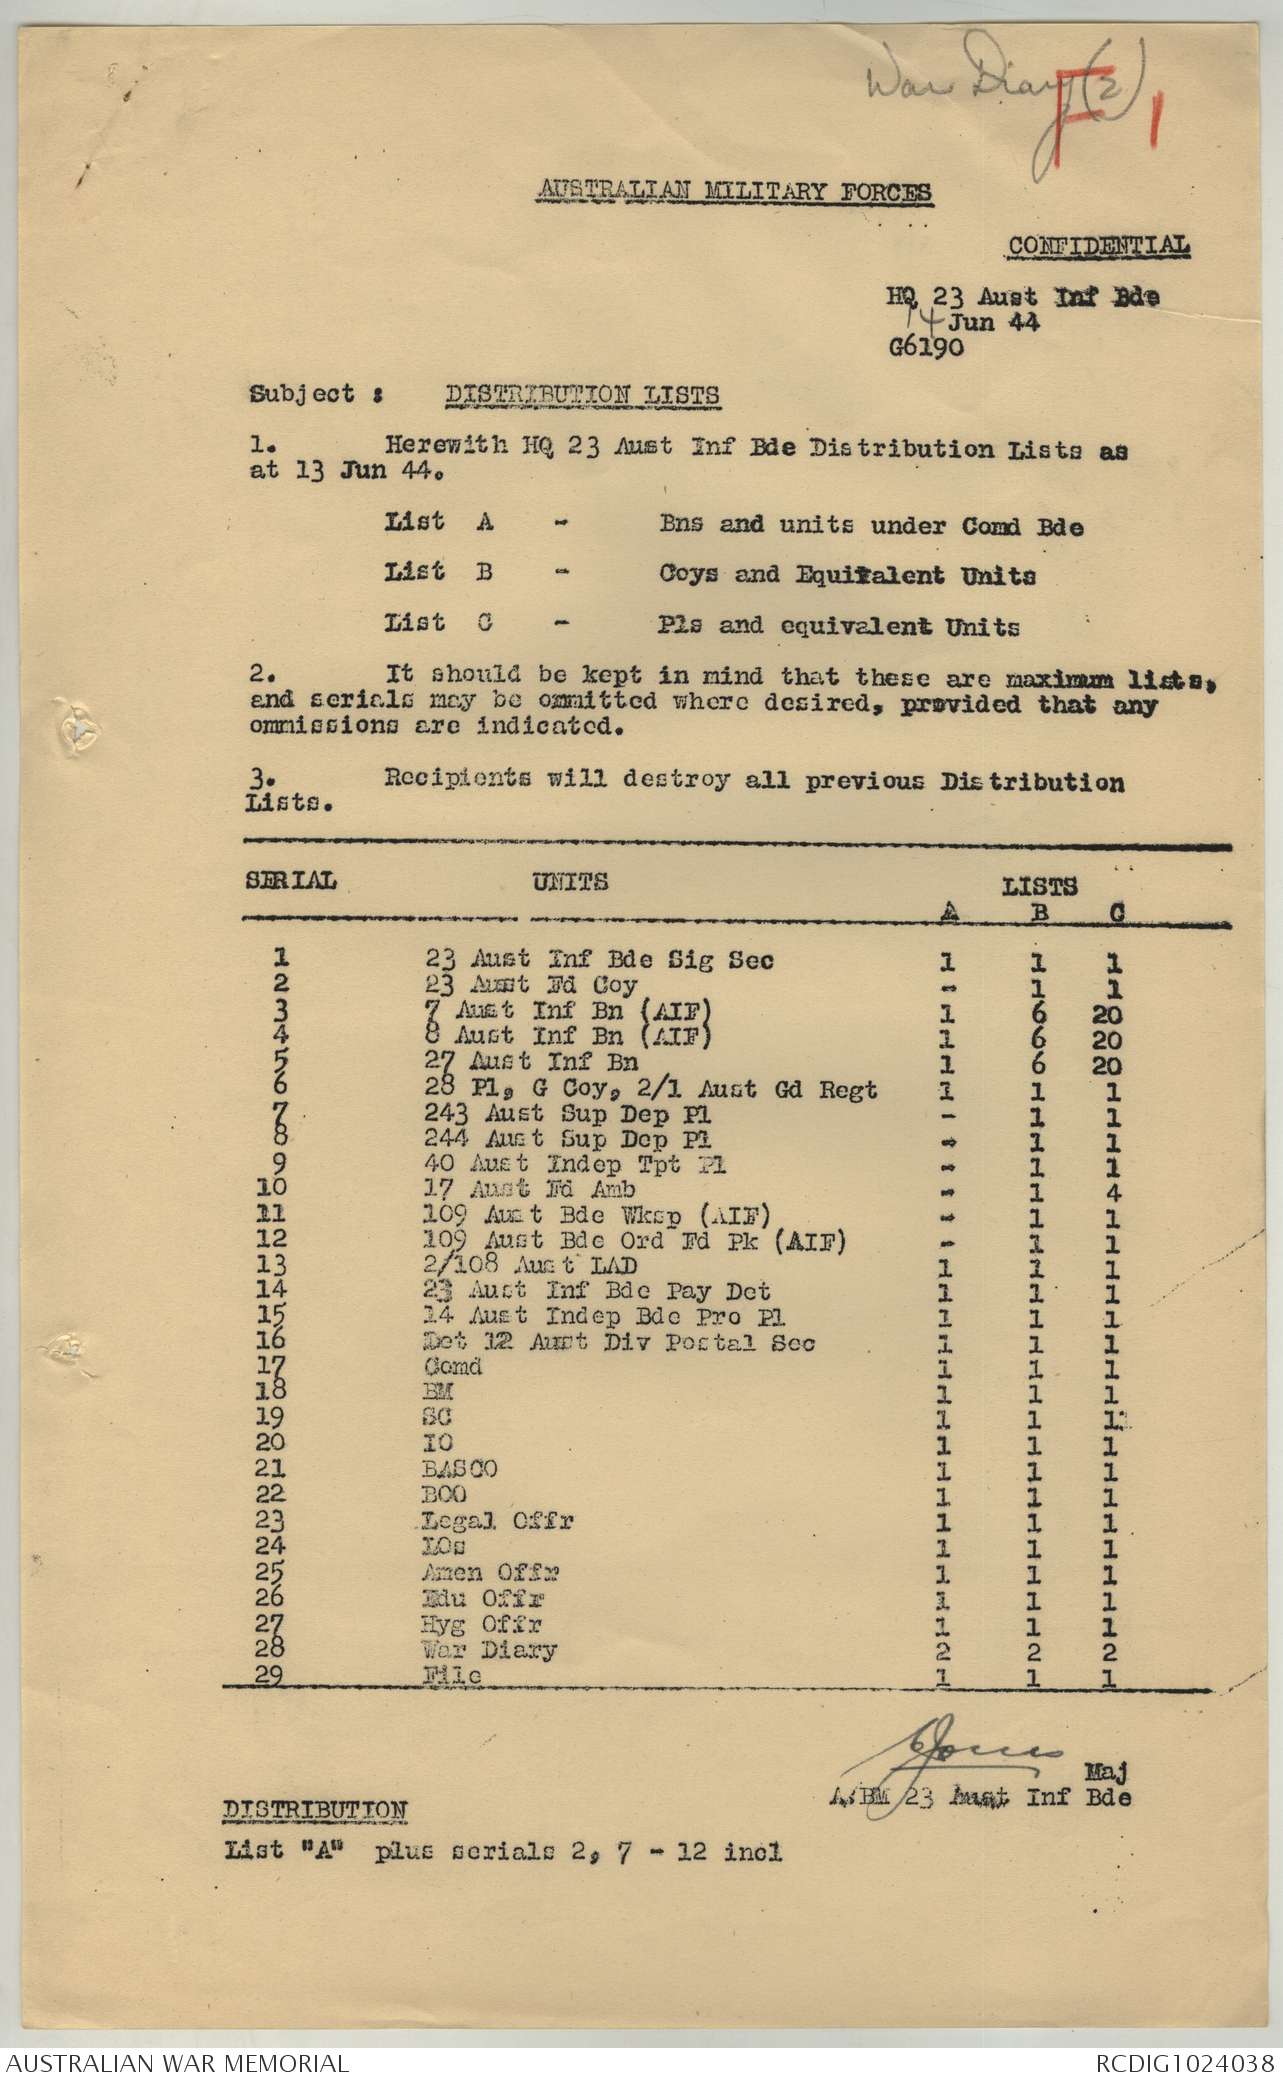 War Diary (2)
F 1
AUSTRALIAN MILITARY FORCES
CONFIDENTIAL
HQ 23 Aust Inf Bde
14 Jun 44
G6190
Subject : DISTRIBUTION LISTS
1. Herewith HQ 23 Aust Inf Bde Distribution Lists as
at 13 Jun 44.
List A - Bns and units under Comd Bde
List B - Coys and Equivalent Units
List C - Pls and equivalent Units
2. It should be kept in mind that these are maximum lists,
and serials may be ommitted where desired, provided that any
ommissions are indicated.
3. Recipients will destroy all previous Distribution
Lists.
SERIAL UNITS LISTS
A B C
1 23 Aust Inf Bde Sig Sec 1 1 1
2 23 Aust Fd Coy - 1 1
3 7 Aust Inf Bn (AIF) 1 6 20
4 8 Aust Inf Bn (AIF) 1 6 20
5 27 Aust Inf Bn 1 6 20
6 28 Pl, G Coy, 2/1 Aust Gd Regt 1 1 1
7 243 Aust Sup Dep Pl - 1 1
8 244 Aust Sup Dep Pl - 1 1
9 40 Aust Indep Tpt Pl - 1 1
10 17 Aust Fd Amb - 1 4
11 109 Aust Bde Wksp (AIF) - 1 1
12 109 Aust Bde Ord Fd Pk (AIF) - 1 1
13 2/108 Aust LAD 1 1 1
14 23 Aust Inf Bde Pay Det 1 1 1
15 14 Aust Indep Bde Pro Pl 1 1 1
16 Det 12 Aust Div Postal Sec 1 1 1
17 Comd 1 1 1
18 BM 1 1 1
19 SC 1 1 1
20 IO 1 1 1
21 BASCO 1 1 1
22 BOO 1 1 1
23 Legal Offr 1 1 1
24 LOs 1 1 1
25 Amen Offr 1 1 1
26 Edu Offr 1 1 1
27 Hyg Offr 1 1 1
28 War Diary 2 2 2
29 File 1 1 1
Maj
A/BM 23 Aust Inf Bde
DISTRIBUTION
List "A" plus serials 2, 7 - 12 incl
AUSTRALIAN WAR MEMORIAL
RCDIG1024038